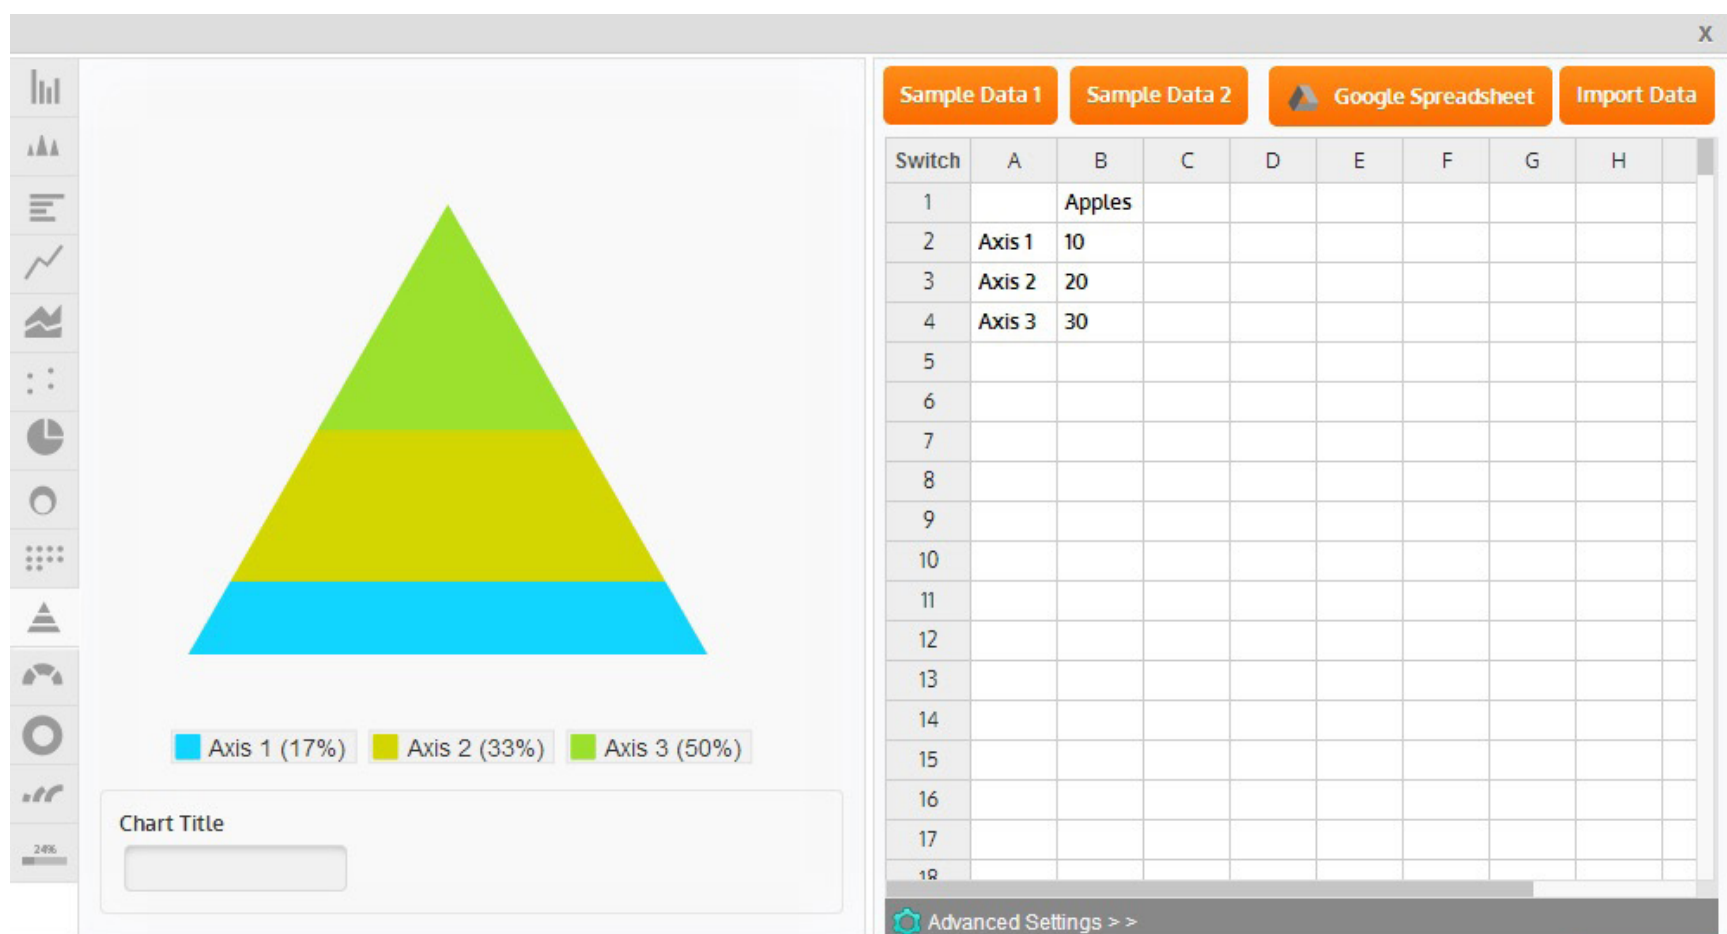 X
Sample Data 1 Sample Data 2 Google Spreadsheet Import Data
Switch A B C D E F G H
1 Apples
2 Axis 1 10
3 Axis 2 20
4 Axis 3 30
5
6
7
8
9
10
11
12
13
14
15
16
17
18
Axis 1 (17%) Axis 2 (33%) Axis 3 (50%)
Chart Title
24%
Advanced Settings > >